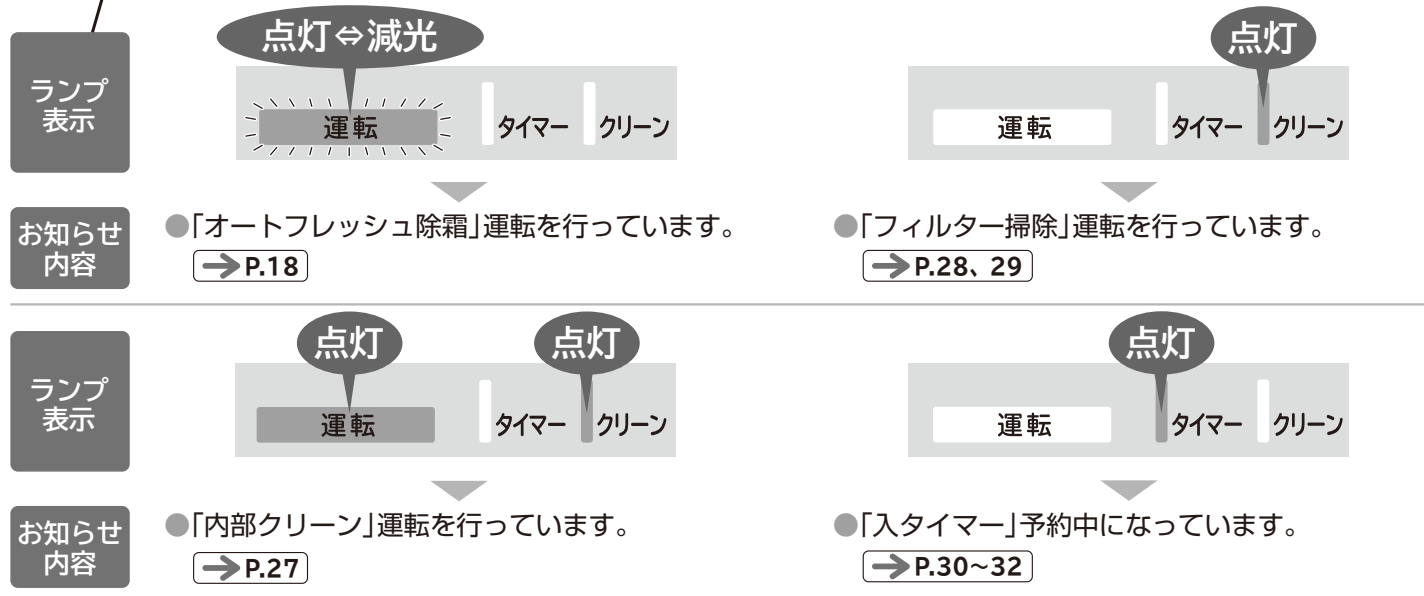 点灯⇔減光
ランプ
表示
運転
タイマー
クリーン
お知らせ
内容
●「オートフレッシュ除霜」運転を行っています。
→P.18
点灯
運転
タイマー
クリーン
●「フィルター掃除」運転を行っています。
→P.28、29
点灯
点灯
ランプ
表示
運転
タイマー
クリーン
お知らせ
内容
●「内部クリーン」運転を行っています。
→P.27
点灯
運転
タイマー
クリーン
●「入タイマー」予約中になっています。
→P.30~32